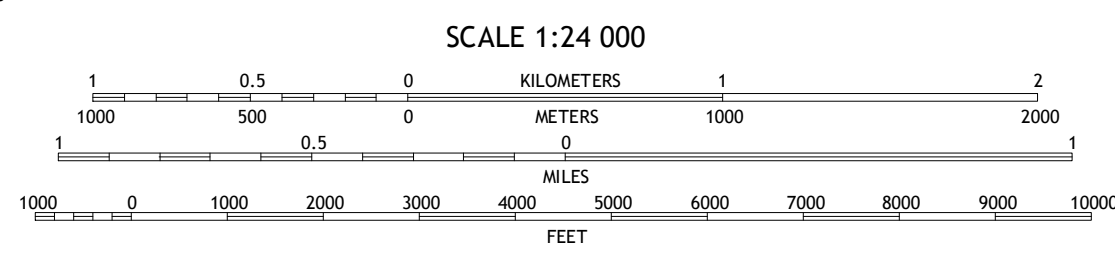 SCALE 1:24 000
1 0.5 0 KILOMETERS 1 2
1000 500 0 METERS 1000 2000
1 0.5 0 1
MILES
1000 0 1000 2000 3000 4000 5000 6000 7000 8000 9000 10000
FEET